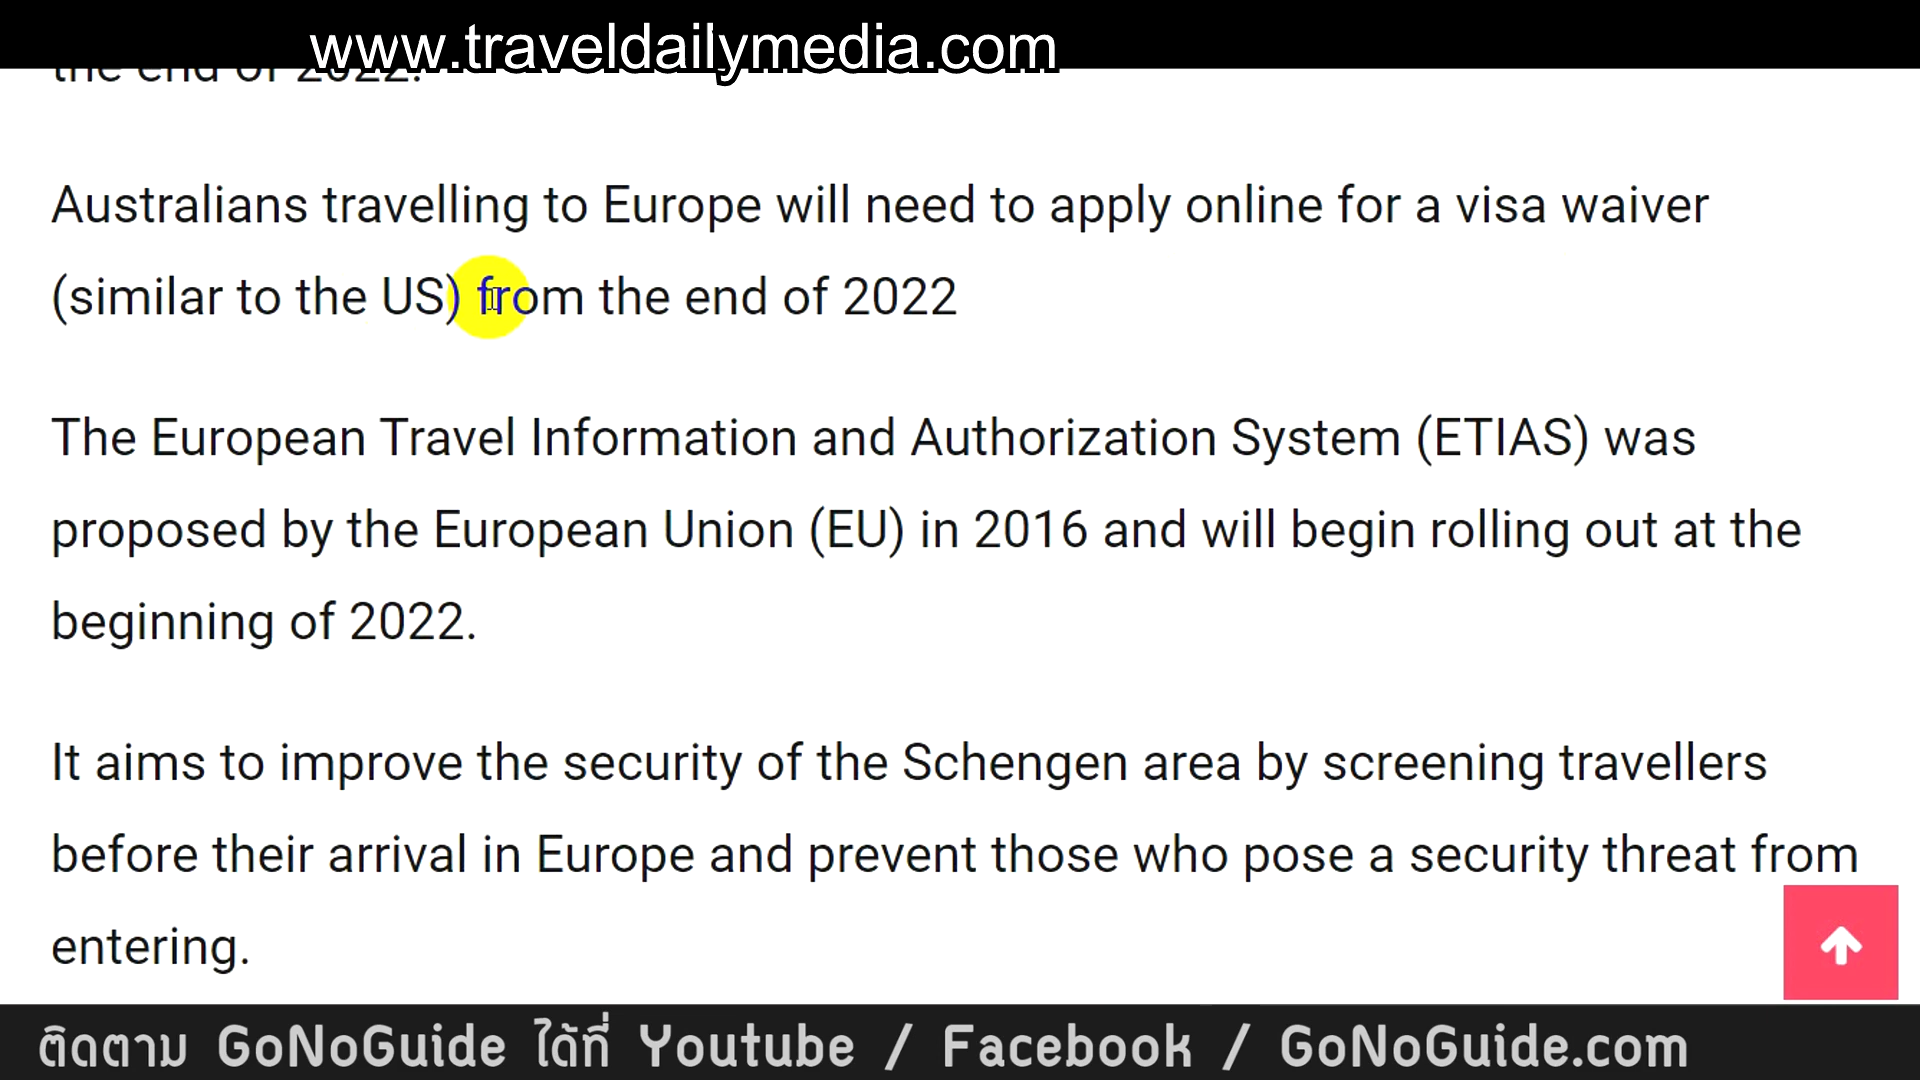 www.traveldailymedia.com
the end of 2022.
Australians travelling to Europe will need to apply online for a visa waiver
(similar to the US) from the end of 2022
The European Travel Information and Authorization System (ETIAS) was
proposed by the European Union (EU) in 2016 and will begin rolling out at the
beginning of 2022.
It aims to improve the security of the Schengen area by screening travellers
before their arrival in Europe and prevent those who pose a security threat from
entering.
ติดตาม GoNoGuide ได้ที่ Youtube / Facebook / GoNoGuide.com